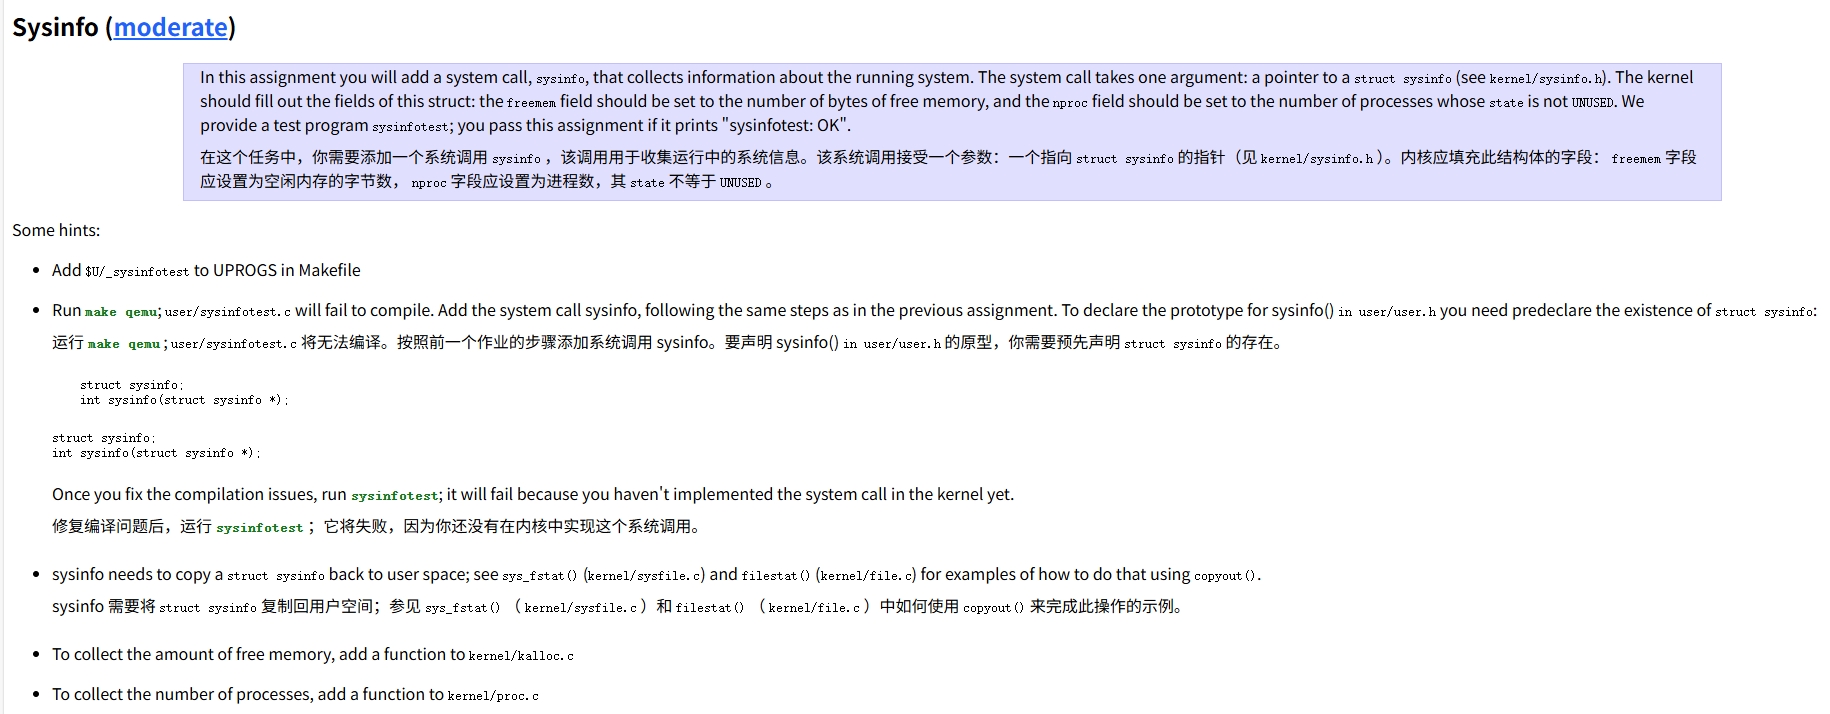 Sysinfo (moderate)
In this assignment you will add a system call, sysinfo, that collects information about the running system. The system call takes one argument: a pointer to a struct sysinfo (see kernel/sysinfo.h). The kernel
should fill out the fields of this struct: the freemem field should be set to the number of bytes of free memory, and the nproc field should be set to the number of processes whose state is not UNUSED. We
provide a test program sysinfotest; you pass this assignment if it prints "sysinfotest: OK".
在这个任务中，你需要添加一个系统调用 sysinfo ，该调用用于收集运行中的系统信息。该系统调用接受一个参数：一个指向 struct sysinfo 的指针（见 kernel/sysinfo.h ）。内核应填充此结构体的字段： freemem 字段
应设置为空闲内存的字节数， nproc 字段应设置为进程数，其 state 不等于 UNUSED 。
Some hints:
• Add $U/_sysinfotest to UPROGS in Makefile
• Run make qemu; user/sysinfotest.c will fail to compile. Add the system call sysinfo, following the same steps as in the previous assignment. To declare the prototype for sysinfo() in user/user.h you need predeclare the existence of struct sysinfo:
运行 make qemu ; user/sysinfotest.c 将无法编译。按照前一个作业的步骤添加系统调用 sysinfo。要声明 sysinfo() in user/user.h 的原型，你需要预先声明 struct sysinfo 的存在。
struct sysinfo;
int sysinfo(struct sysinfo *);
struct sysinfo;
int sysinfo(struct sysinfo *);
Once you fix the compilation issues, run sysinfotest; it will fail because you haven't implemented the system call in the kernel yet.
修复编译问题后，运行 sysinfotest ；它将失败，因为你还没有在内核中实现这个系统调用。
• sysinfo needs to copy a struct sysinfo back to user space; see sys_fstat() (kernel/sysfile.c) and filestat() (kernel/file.c) for examples of how to do that using copyout().
sysinfo 需要将 struct sysinfo 复制回用户空间；参见 sys_fstat() （ kernel/sysfile.c ）和 filestat() （ kernel/file.c ）中如何使用 copyout() 来完成此操作的示例。
• To collect the amount of free memory, add a function to kernel/kalloc.c
• To collect the number of processes, add a function to kernel/proc.c